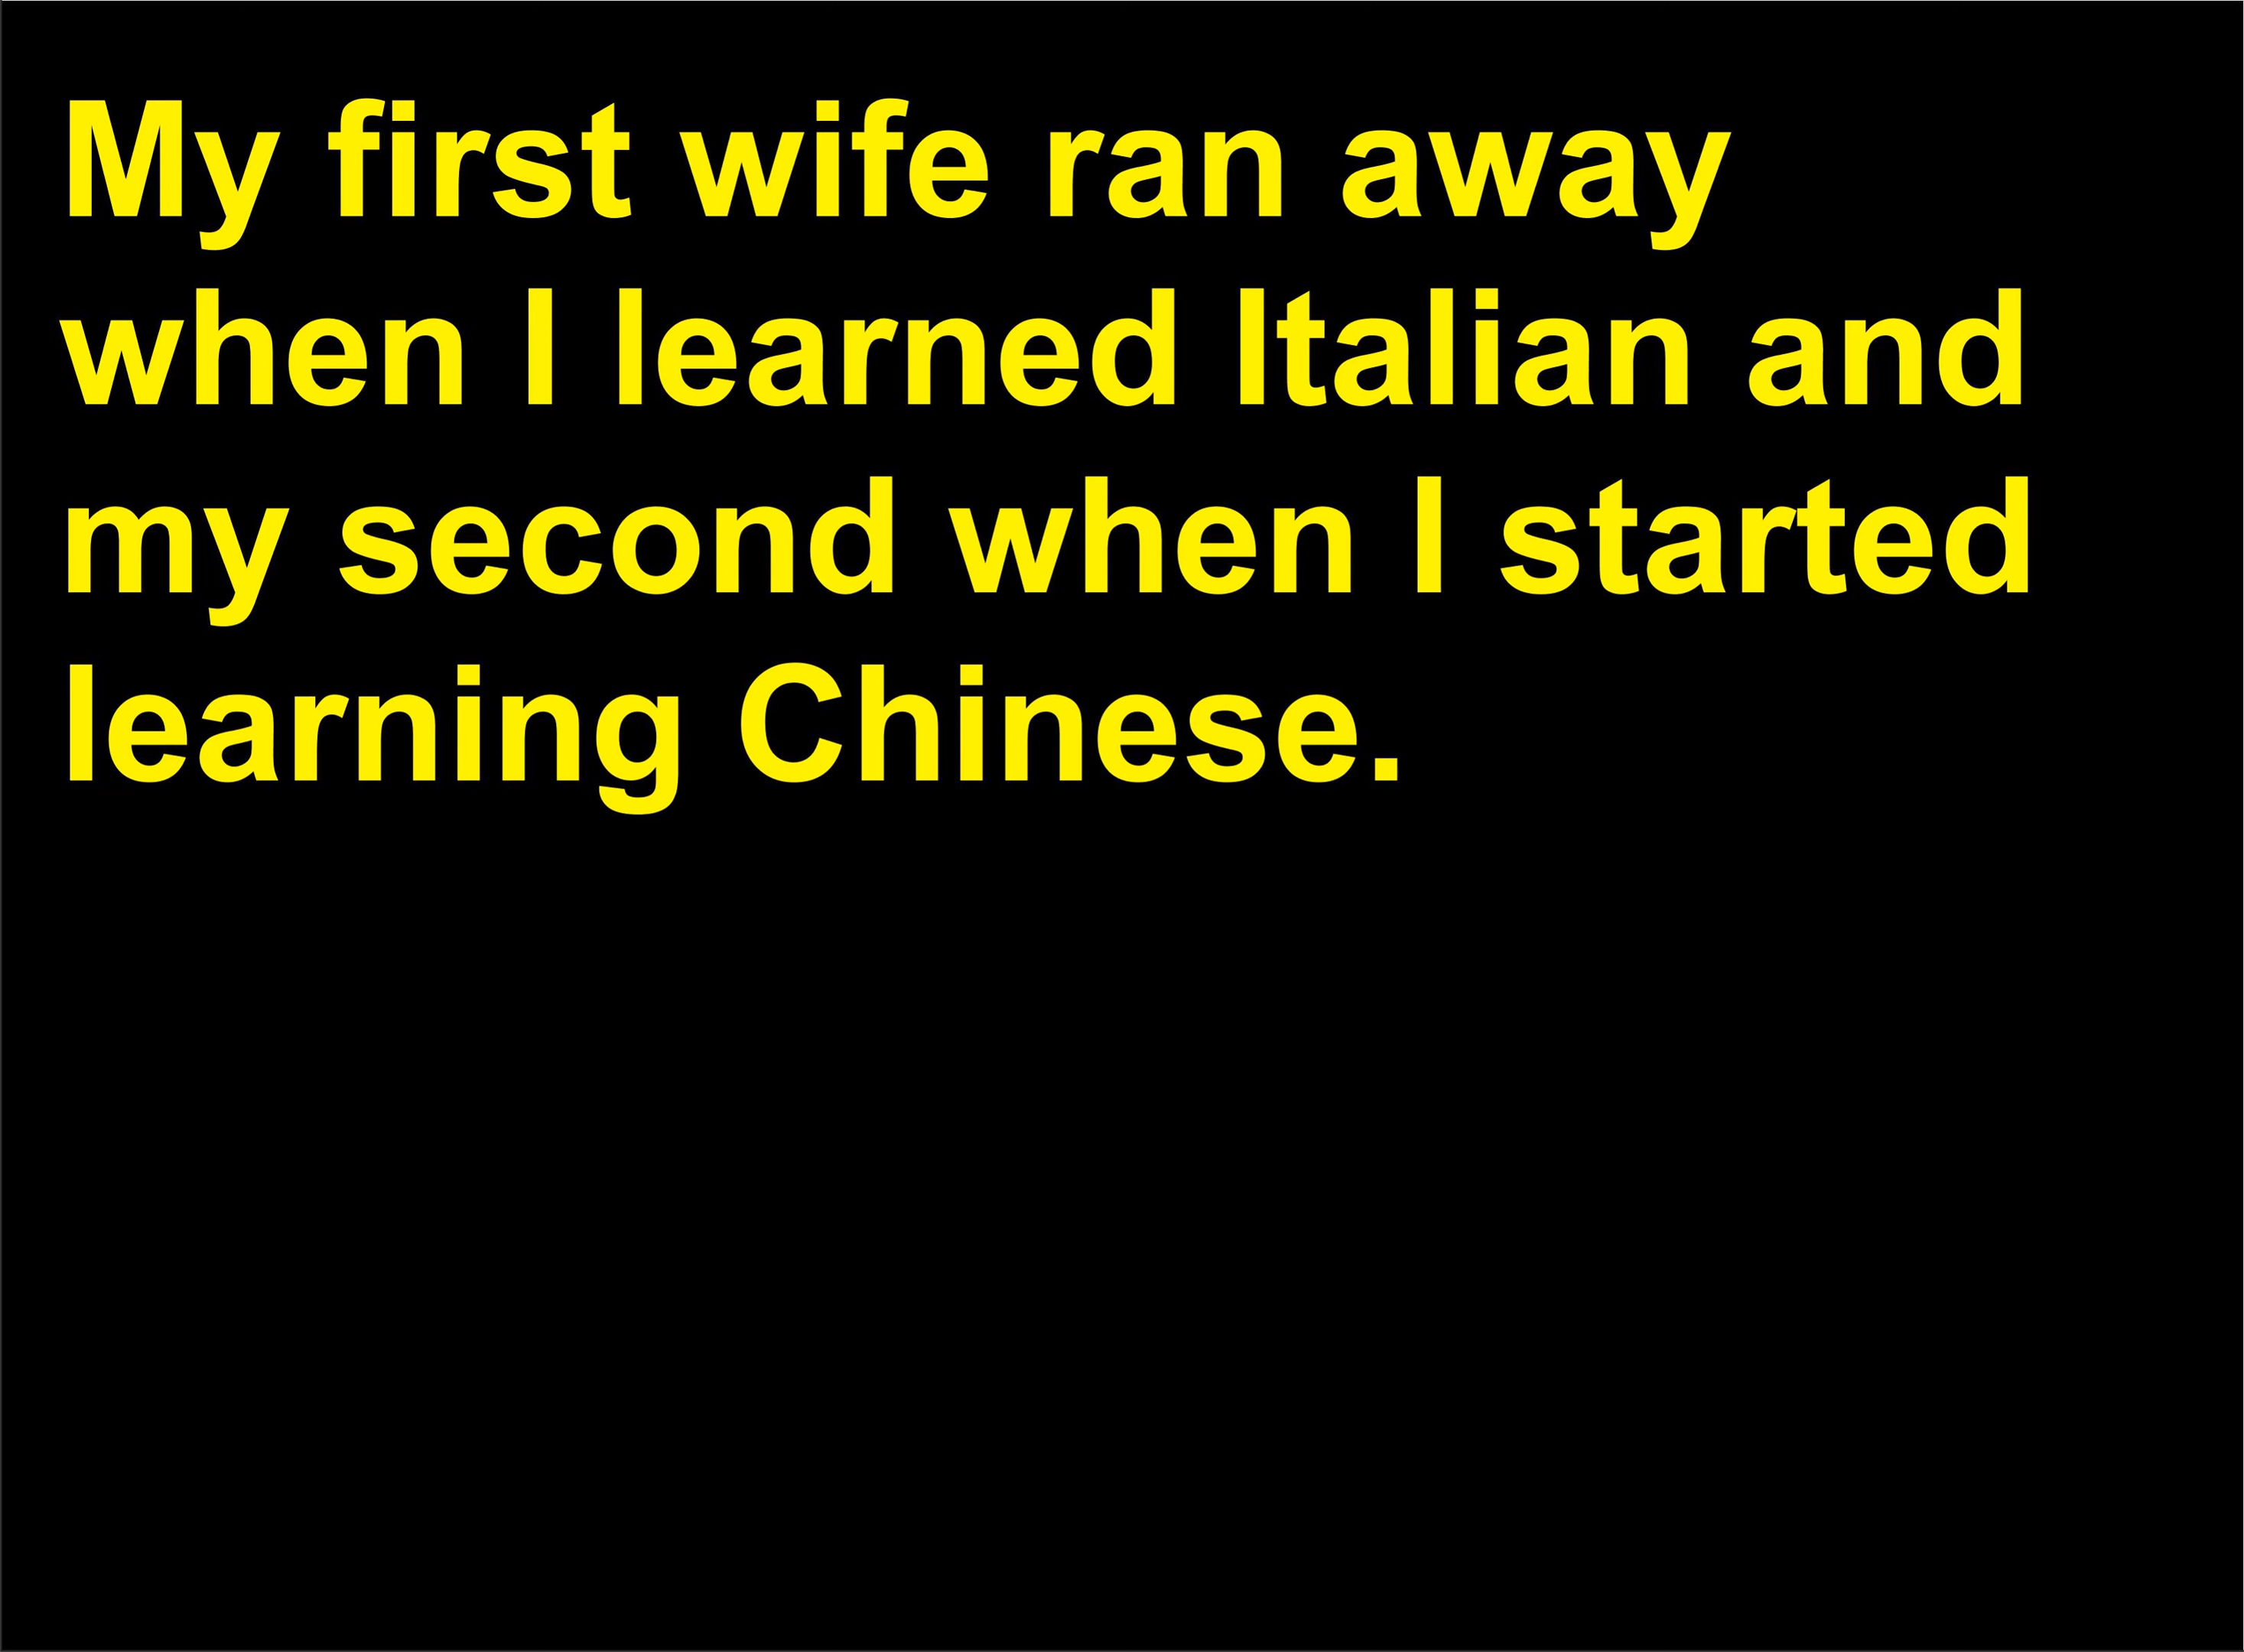 My first wife ran away
when I learned Italian and
my second when I started
learning Chinese.